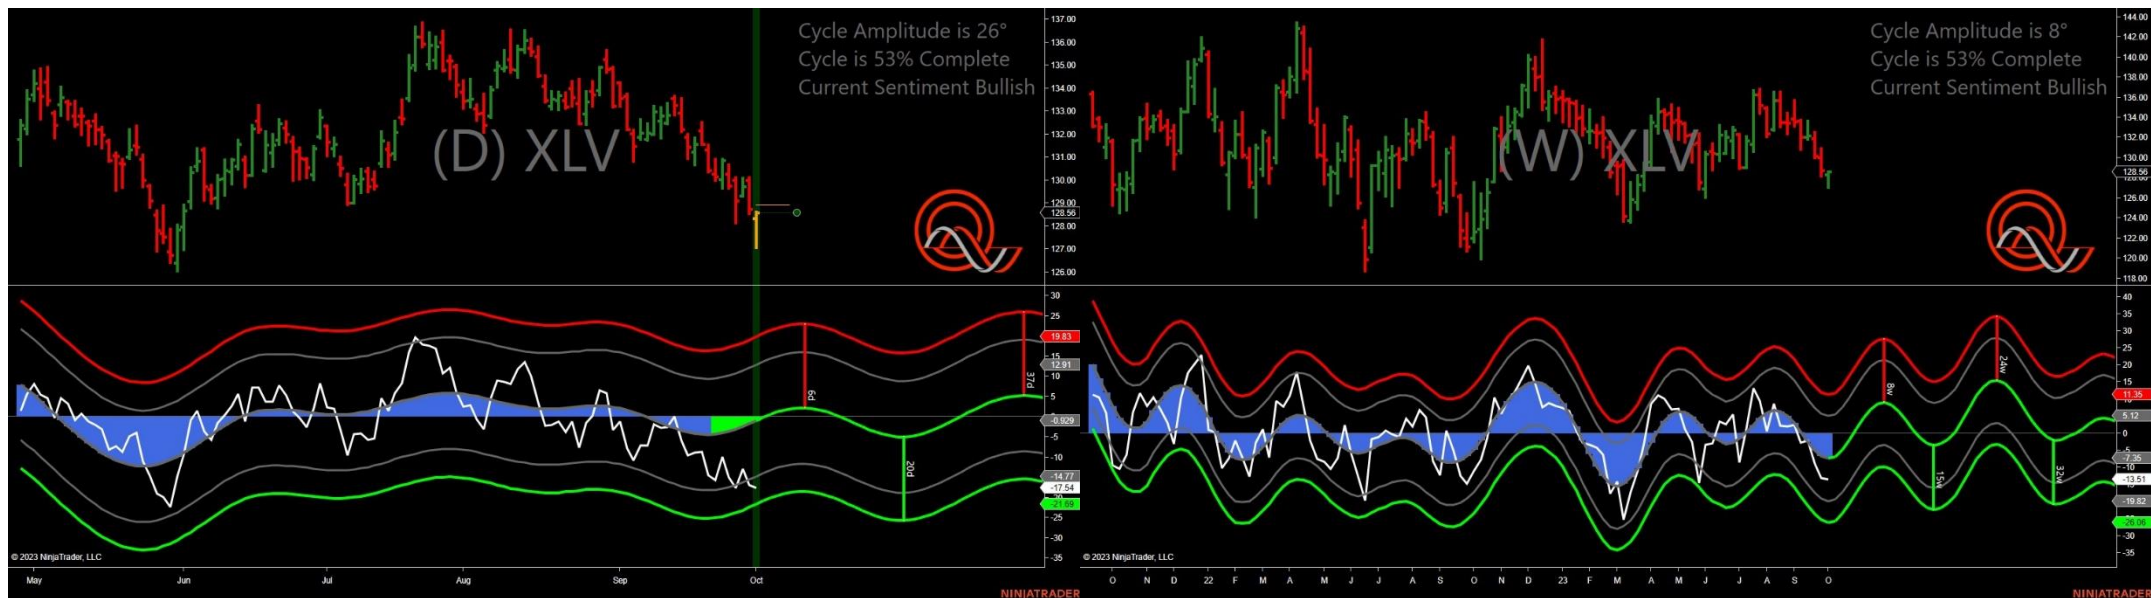 Cycle Amplitude is 26°
Cycle is 53% Complete
Current Sentiment Bullish
(D) XLV
137.00
136.00
135.00
134.00
133.00
132.00
131.00
130.00
129.00
128.56
127.00
126.00
30
25
19.83
15
12.91
10
5
-0.929
-5
-10
-14.77
-17.54
-21.69
-25
-30
-35
6d
20d
37d
© 2023 NinjaTrader, LLC
May Jun Jul Aug Sep Oct
NINJATRADER
Cycle Amplitude is 8°
Cycle is 53% Complete
Current Sentiment Bullish
(W) XLV
144.00
142.00
140.00
138.00
136.00
134.00
132.00
130.00
128.56
126.00
124.00
122.00
120.00
118.00
40
35
30
25
20
15
11.35
5.12
0
-7.35
-10
-13.51
-19.82
-26.06
-30
-35
8w
15w
24w
32w
© 2023 NinjaTrader, LLC
O N D 22 F M A M J J A S O N D 23 F M A M J J A S O
NINJATRADER